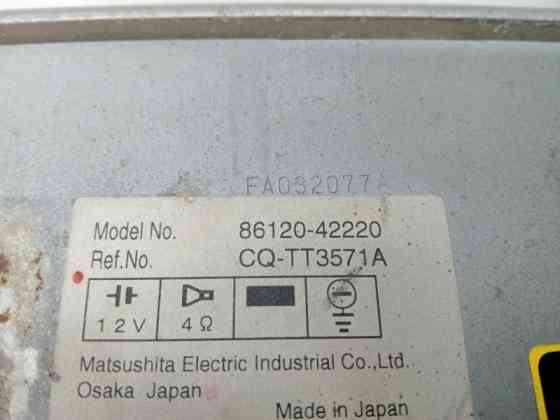 FA032077A
Model No. 86120-42220
Ref.No. CQ-TT3571A
12V 4Ω
Matsushita Electric Industrial Co.,Ltd.
Osaka Japan
Made in Japan